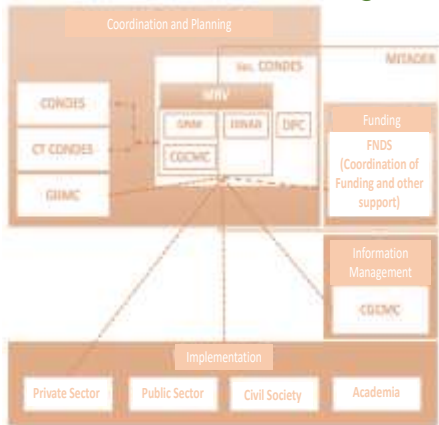 Coordination and Planning
Sec. CONDES
MITADER
MRV
CONDES
CT CONDES
GIIMC
DINAB
DPC
CGCMC
Funding
FNDS
(Coordination of
Funding and other
support)
Information
Management
CGCMC
Implementation
Private Sector
Public Sector
Civil Society
Academia